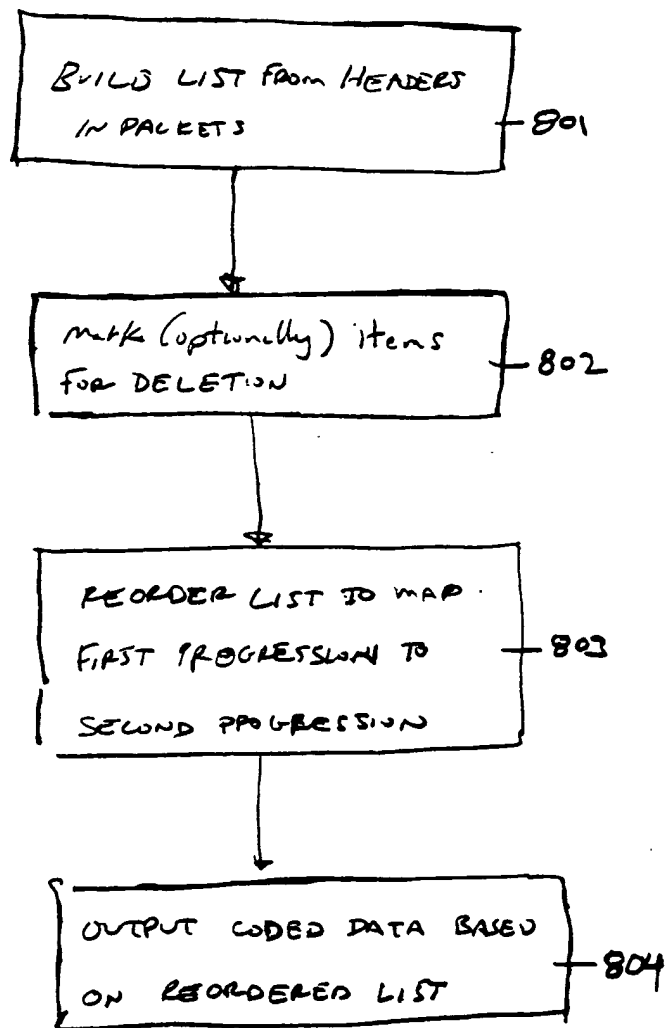 BUILD LIST FROM HEADERS
IN PACKETS
801
mark (optionally) items
FOR DELETION
802
REORDER LIST TO MAP
FIRST PROGRESSION TO
SECOND PROGRESSION
803
OUTPUT CODED DATA BASED
ON REORDERED LIST
804